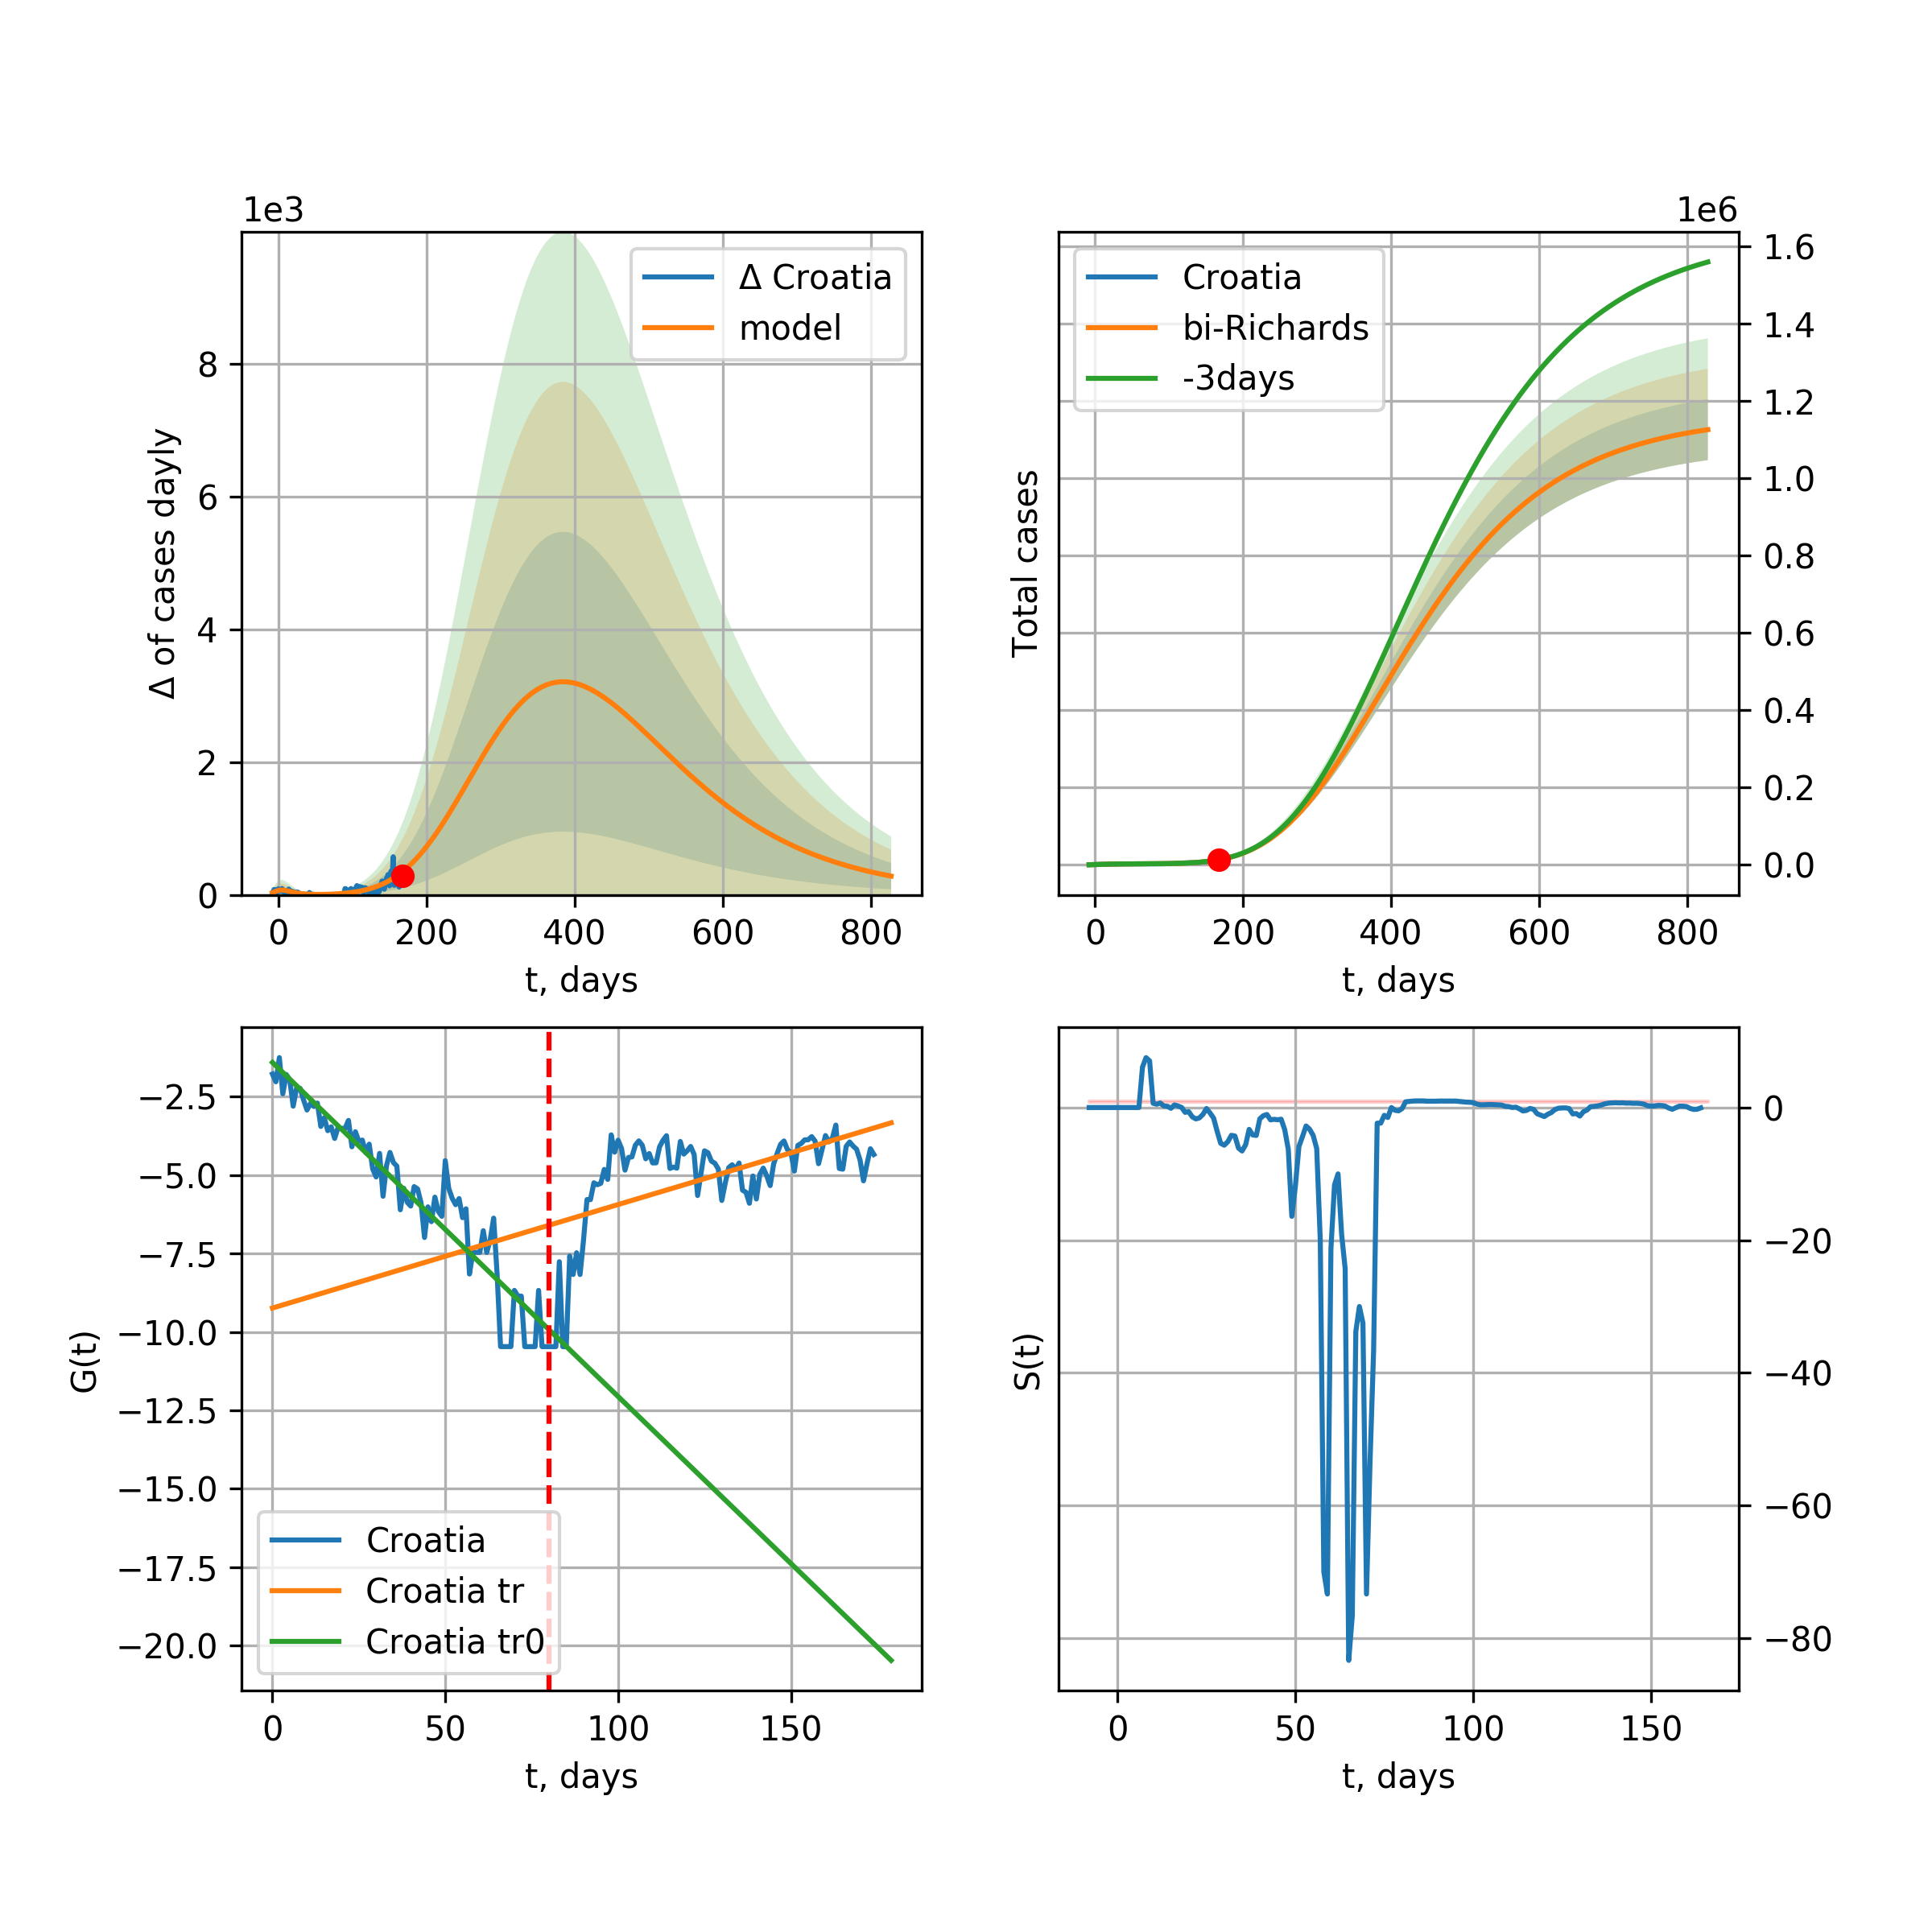 1e3
Δ Croatia
model
8
6
4
2
0
Δ of cases dayly
0 200 400 600 800
t, days
1e6
Croatia
bi-Richards
-3days
1.6
1.4
1.2
1.0
0.8
0.6
0.4
0.2
0.0
Total cases
0 200 400 600 800
t, days
−2.5
−5.0
−7.5
−10.0
−12.5
−15.0
−17.5
−20.0
G(t)
Croatia
Croatia tr
Croatia tr0
0 50 100 150
t, days
0
−20
−40
−60
−80
S(t)
0 50 100 150
t, days